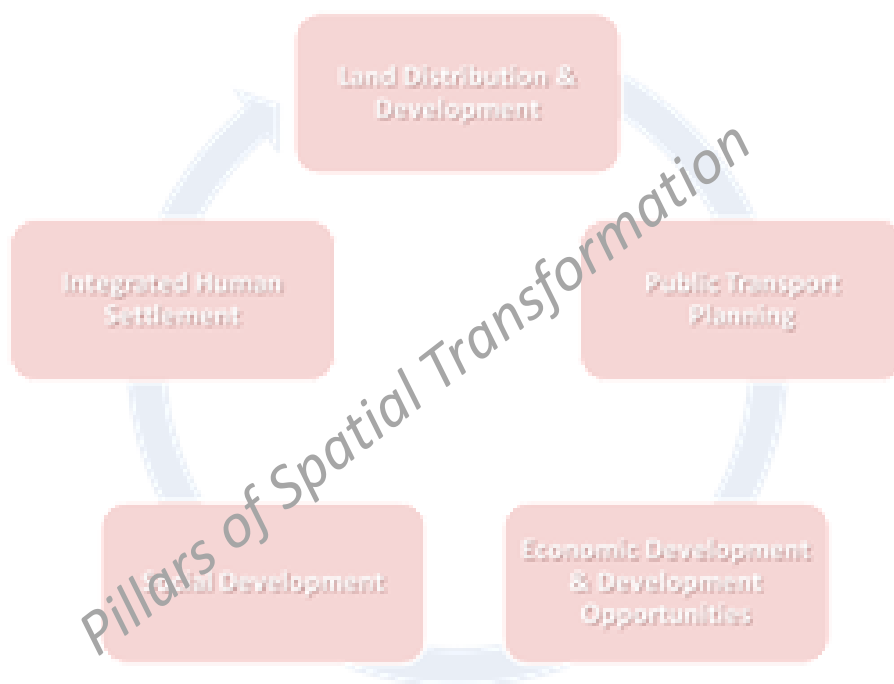 Land Distribution &
Development
Public Transport
Planning
Economic Development
& Development
Opportunities
Social Development
Integrated Human
Settlement
Pillars of Spatial Transformation